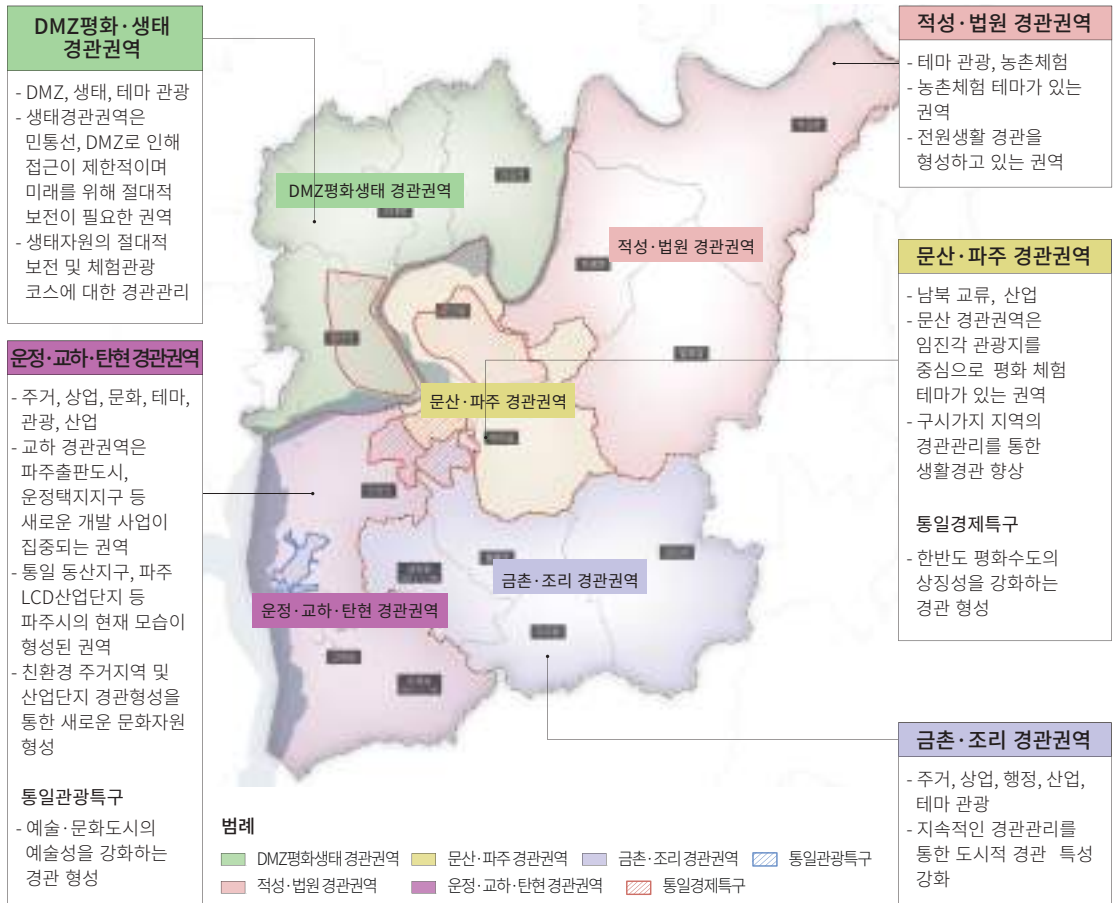 DMZ평화·생태
경관권역
- DMZ, 생태, 테마 관광
- 생태경관권역은
민통선, DMZ로 인해
접근이 제한적이며
미래를 위해 절대적
보전이 필요한 권역
- 생태자원의 절대적
보전 및 체험관광
코스에 대한 경관관리
운정·교하·탄현 경관권역
- 주거, 상업, 문화, 테마,
관광, 산업
- 교하 경관권역은
파주출판도시,
운정택지지구 등
새로운 개발 사업이
집중되는 권역
- 통일 동산지구, 파주
LCD산업단지 등
파주시의 현재 모습이
형성된 권역
- 친환경 주거지역 및
산업단지 경관형성을
통한 새로운 문화자원
형성
통일관광특구
- 예술·문화도시의
예술성을 강화하는
경관 형성
DMZ평화생태 경관권역
적성·법원 경관권역
문산·파주 경관권역
금촌·조리 경관권역
운정·교하·탄현 경관권역
적성·법원 경관권역
- 테마 관광, 농촌체험
- 농촌체험 테마가 있는
권역
- 전원생활 경관을
형성하고 있는 권역
문산·파주 경관권역
- 남북 교류, 산업
- 문산 경관권역은
임진각 관광지를
중심으로 평화 체험
테마가 있는 권역
- 구시가지 지역의
경관관리를 통한
생활경관 향상
통일경제특구
- 한반도 평화수도의
상징성을 강화하는
경관 형성
금촌·조리 경관권역
- 주거, 상업, 행정, 산업,
테마 관광
- 지속적인 경관관리를
통한 도시적 경관 특성
강화
범례
DMZ평화생태 경관권역 문산·파주 경관권역 금촌·조리 경관권역 통일관광특구
적성·법원 경관권역 운정·교하·탄현 경관권역 통일경제특구